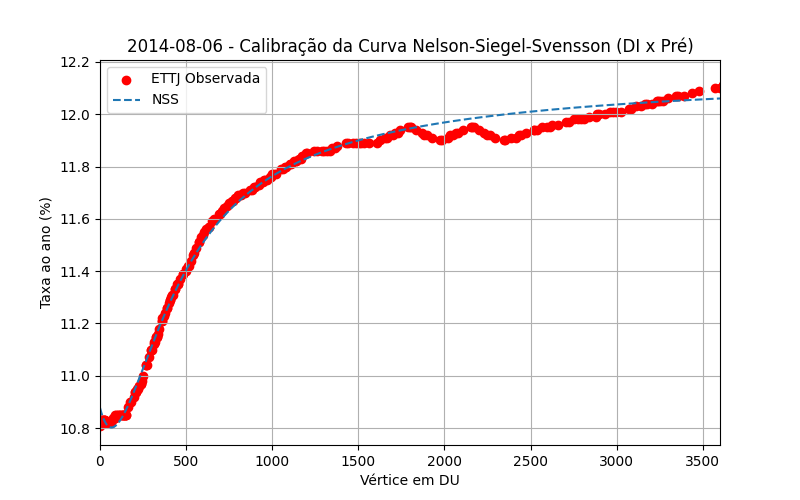 2014-08-06 - Calibração da Curva Nelson-Siegel-Svensson (DI x Pré)
ETTJ Observada
NSS
Taxa ao ano (%)
12.2
12.0
11.8
11.6
11.4
11.2
11.0
10.8
0 500 1000 1500 2000 2500 3000 3500
Vértice em DU